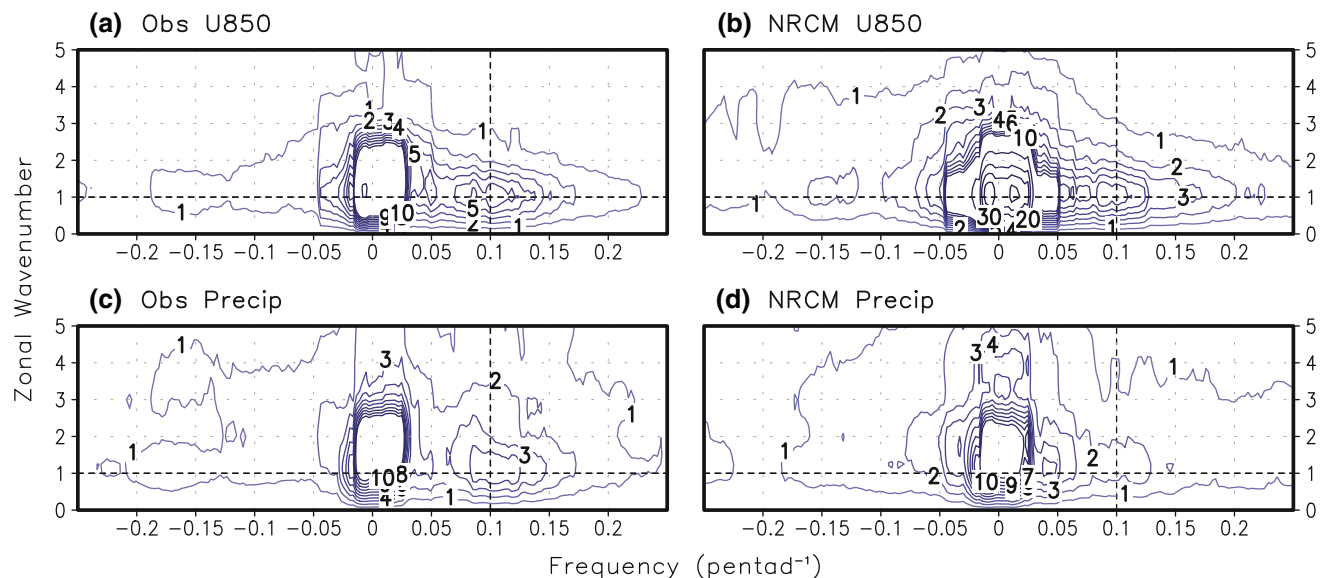 (a) Obs U850
(b) NRCM U850
5 4 3 2 1 0
1 2 3 4 1 5 1 5 9 10 2 1
-0.2 -0.15 -0.1 -0.05 0 0.05 0.1 0.15 0.2
1 2 3 4 6 10 1 2 3 1 30 20 2 1
5 4 3 2 1 0
-0.2 -0.15 -0.1 -0.05 0 0.05 0.1 0.15 0.2
Zonal Wavenumber
(c) Obs Precip
(d) NRCM Precip
5 4 3 2 1 0
1 3 2 1 1 3 10 8 4 1
-0.2 -0.15 -0.1 -0.05 0 0.05 0.1 0.15 0.2
3 4 1 1 2 2 10 9 7 3 1
5 4 3 2 1 0
-0.2 -0.15 -0.1 -0.05 0 0.05 0.1 0.15 0.2
Frequency (pentad⁻¹)